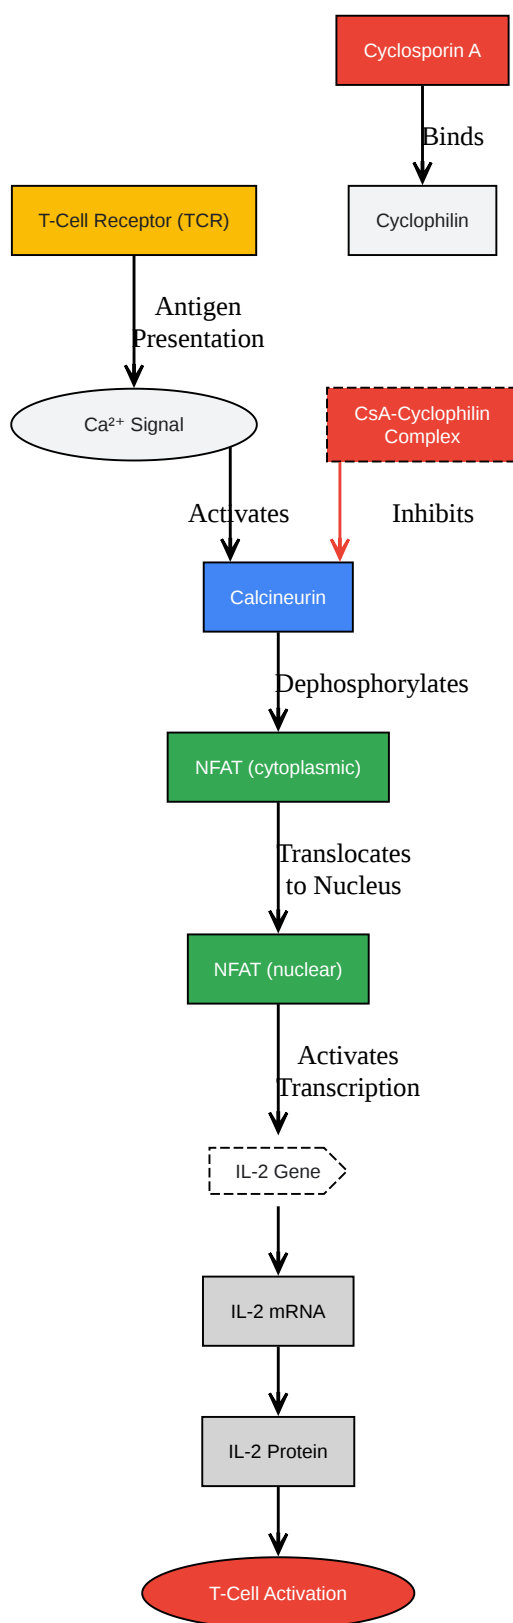 Cyclosporin A
Binds
T-Cell Receptor (TCR)
Cyclophilin
Antigen
Presentation
Ca²⁺ Signal
CsA-Cyclophilin
Complex
Activates
Inhibits
Calcineurin
Dephosphorylates
NFAT (cytoplasmic)
Translocates
to Nucleus
NFAT (nuclear)
Activates
Transcription
IL-2 Gene
IL-2 mRNA
IL-2 Protein
T-Cell Activation